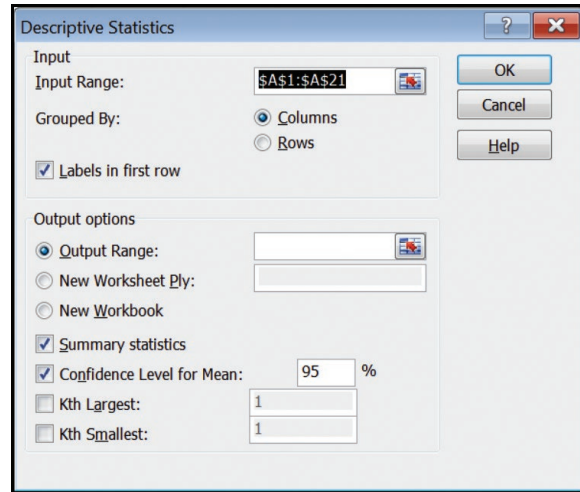 Descriptive Statistics
?
Input
Input Range: $A$1:$A$21
Grouped By: Columns
Rows
Labels in first row
OK
Cancel
Help
Output options
Output Range:
New Worksheet Ply:
New Workbook
Summary statistics
Confidence Level for Mean: 95 %
Kth Largest: 1
Kth Smallest: 1